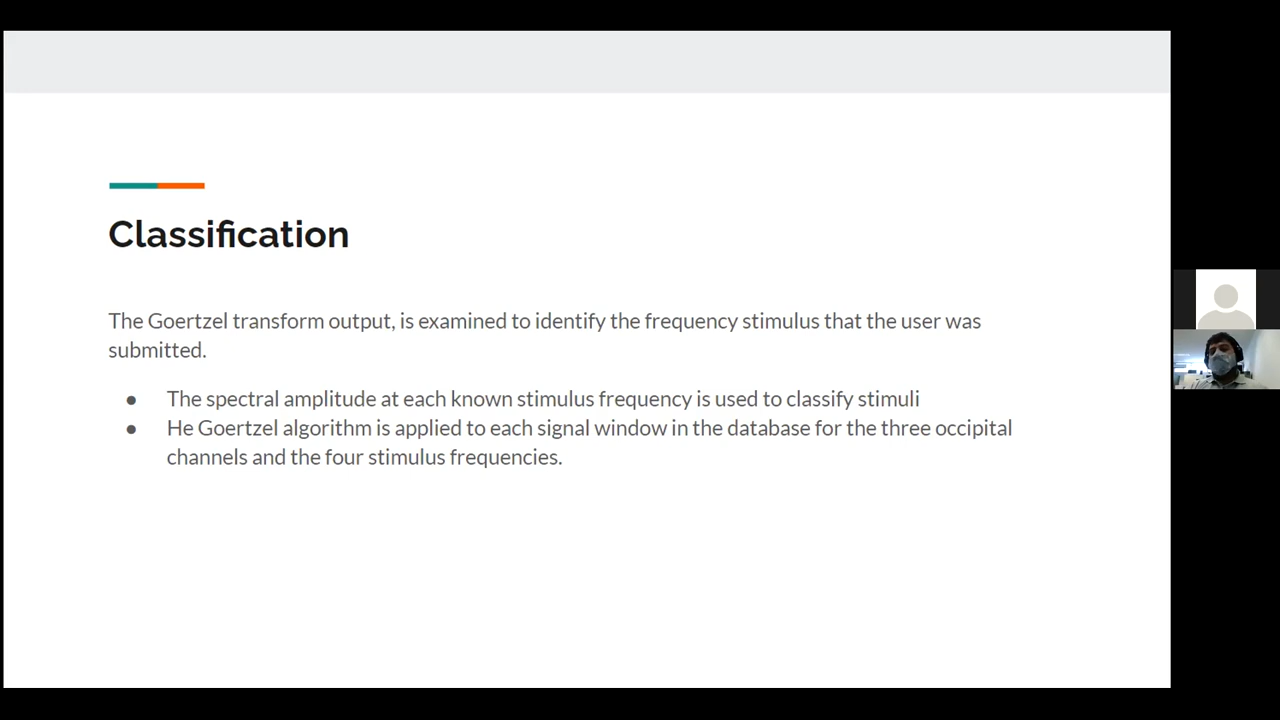 Classification
The Goertzel transform output, is examined to identify the frequency stimulus that the user was
submitted.
● The spectral amplitude at each known stimulus frequency is used to classify stimuli
● He Goertzel algorithm is applied to each signal window in the database for the three occipital
channels and the four stimulus frequencies.